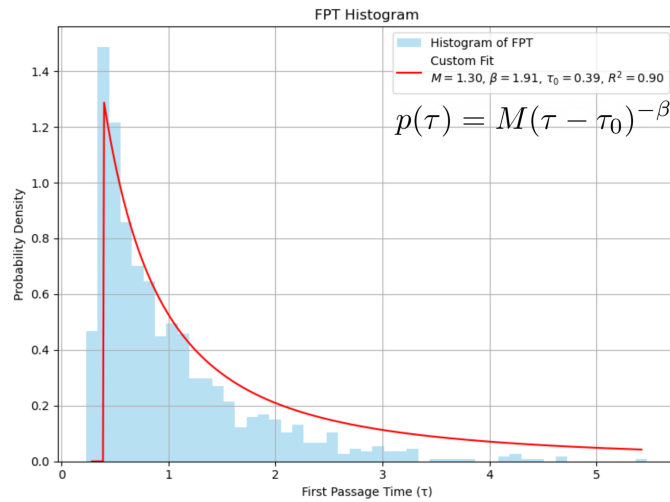 FPT Histogram
Histogram of FPT
Custom Fit
M = 1.30, β = 1.91, τ₀ = 0.39, R² = 0.90
p(τ) = M(τ − τ₀)^{−β}
Probability Density
1.4
1.2
1.0
0.8
0.6
0.4
0.2
0.0
0 1 2 3 4 5
First Passage Time (τ)